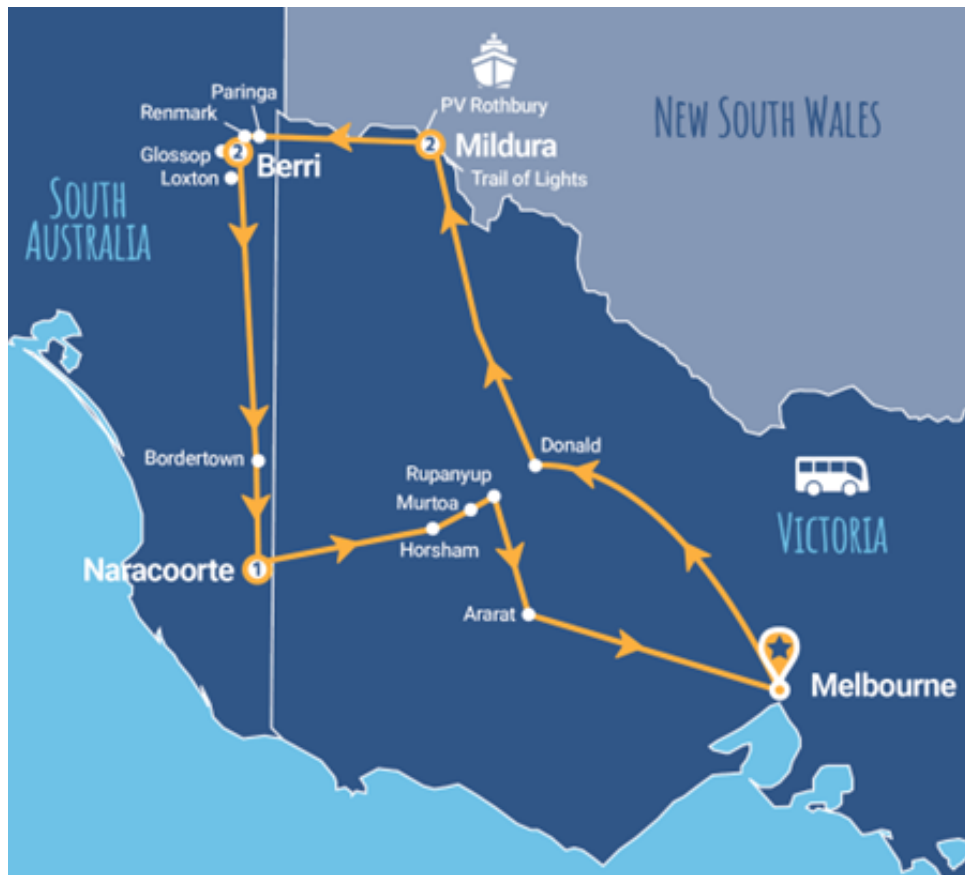 Paringa
Renmark
PV Rothbury
NEW SOUTH WALES
2
Mildura
Glossop
2
Berri
Loxton
Trail of Lights
SOUTH
AUSTRALIA
Donald
Bordertown
Rupanyup
Murtoa
Horsham
VICTORIA
Naracoorte
1
Ararat
Melbourne